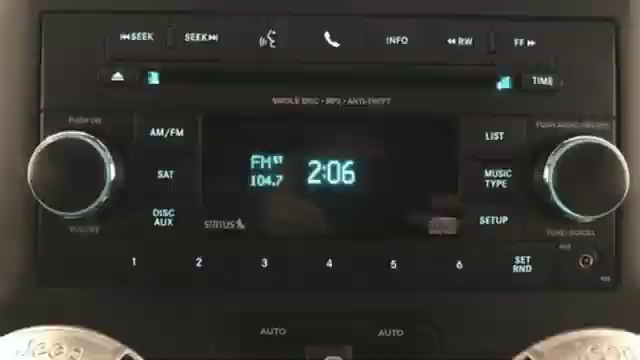 SEEK SEEK INFO RW FF
TIME
SINGLE DISC · MP3 · ANTI-THEFT
PUSH ON
AM/FM
LIST
FM ST 2:06
104.7
SAT
MUSIC
TYPE
DISC
AUX
SIRIUS
SETUP
VOLUME
TUNE/SCROLL
1 2 3 4 5 6 SET
RND
AUX
AUTO AUTO
Jeep